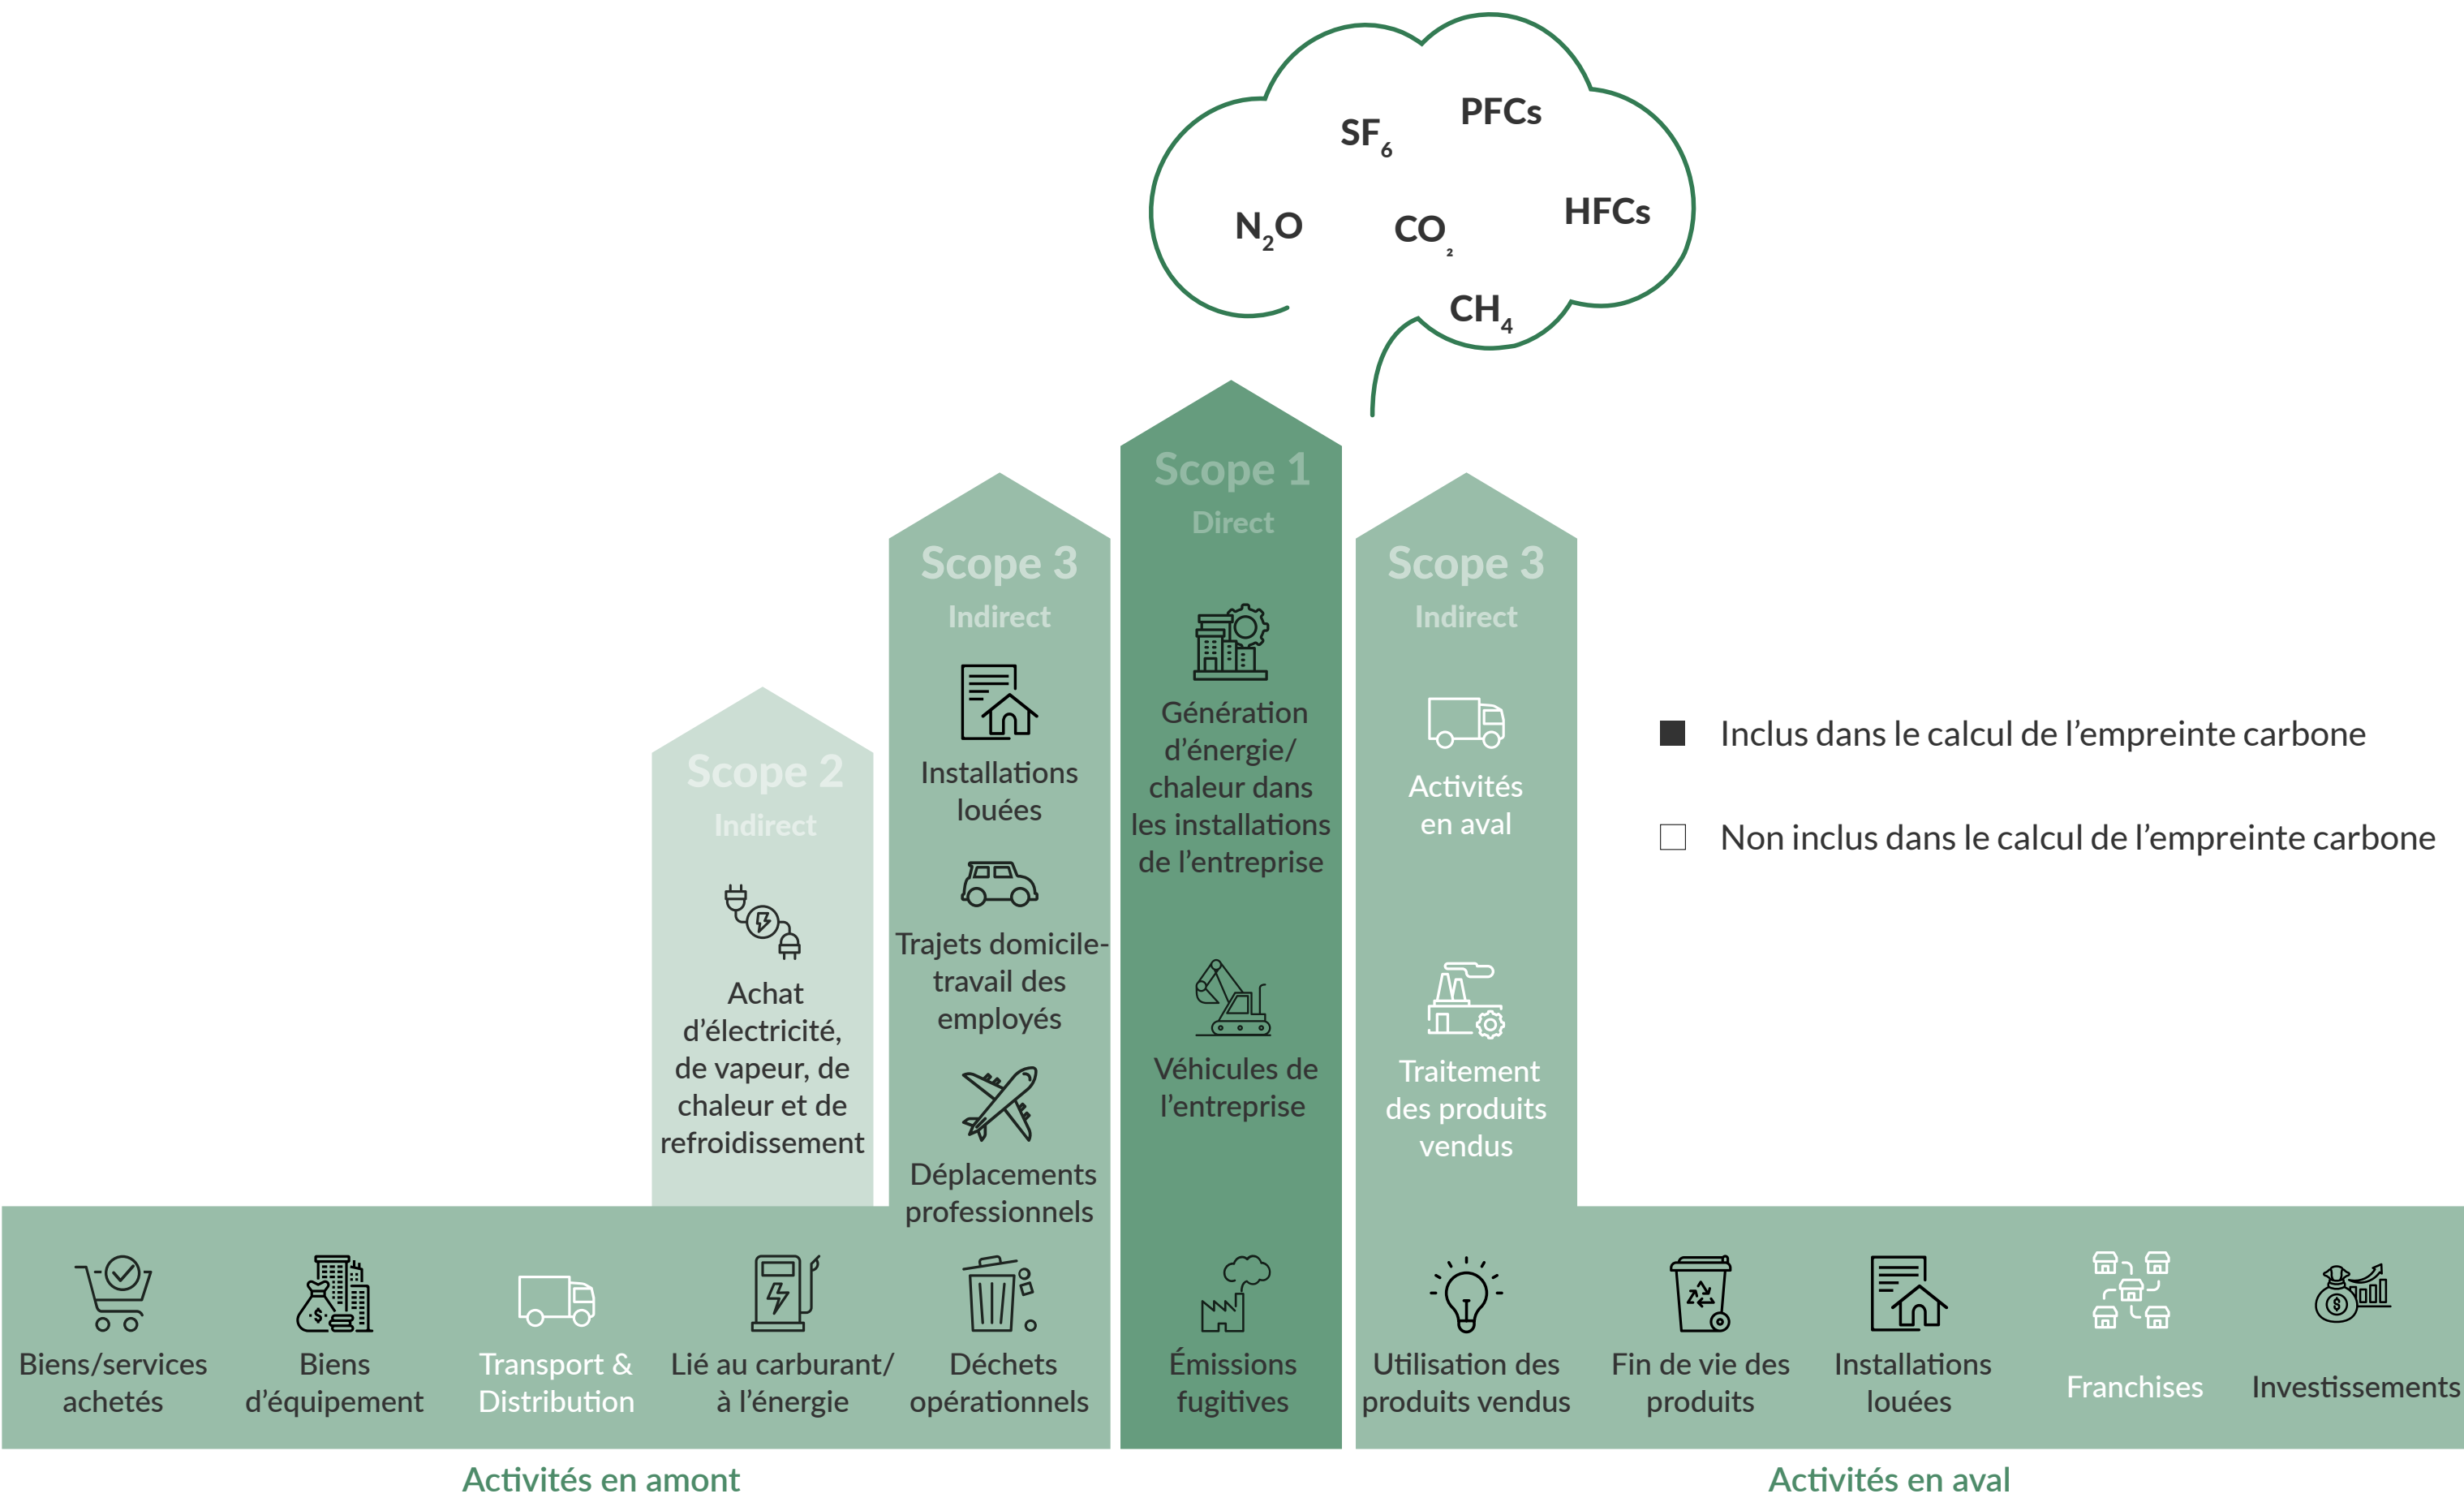 PFCs
SF₆
HFCs
N₂O
CO₂
CH₄
Scope 1
Direct
Génération
d’énergie/
chaleur dans
les installations
de l’entreprise
Véhicules de
l’entreprise
Émissions
fugitives
Scope 2
Indirect
Achat
d’électricité,
de vapeur, de
chaleur et de
refroidissement
Scope 3
Indirect
Installations
louées
Trajets domicile-
travail des
employés
Déplacements
professionnels
Déchets
opérationnels
Scope 3
Indirect
Activités
en aval
Traitement
des produits
vendus
Inclus dans le calcul de l’empreinte carbone
Non inclus dans le calcul de l’empreinte carbone
Biens/services
achetés
Biens
d’équipement
Transport &
Distribution
Lié au carburant/
à l’énergie
Utilisation des
produits vendus
Fin de vie des
produits
Installations
louées
Franchises
Investissements
Activités en amont
Activités en aval